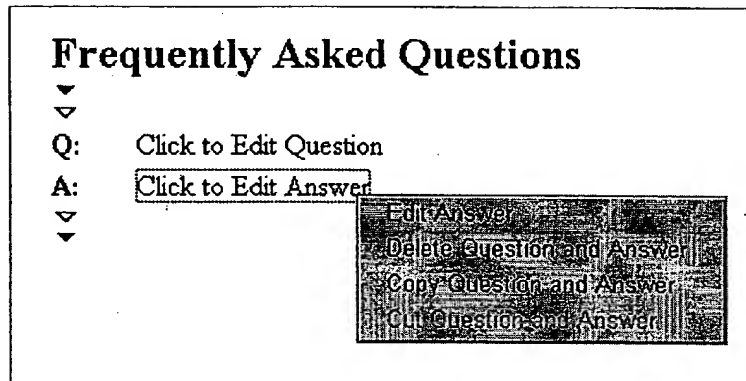 Frequently Asked Questions
Q: Click to Edit Question
A: Click to Edit Answer
Edit Answer
Delete Question and Answer
Copy Question and Answer
Cut Question and Answer